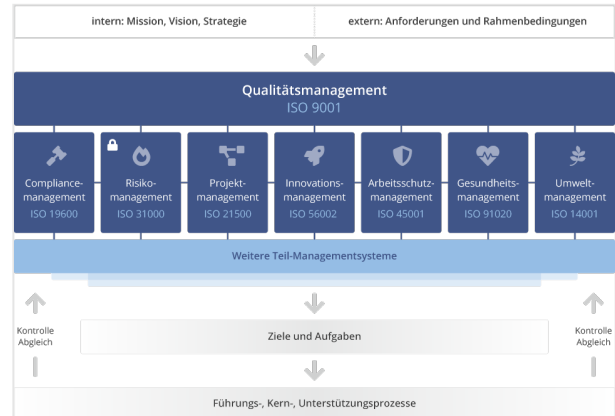 intern: Mission, Vision, Strategie
extern: Anforderungen und Rahmenbedingungen
Qualitätsmanagement
ISO 9001
Compliance-
management
ISO 19600
Risiko-
management
ISO 31000
Projekt-
management
ISO 21500
Innovations-
management
ISO 56002
Arbeitsschutz-
management
ISO 45001
Gesundheits-
management
ISO 91020
Umwelt-
management
ISO 14001
Weitere Teil-Managementsysteme
Kontrolle
Abgleich
Ziele und Aufgaben
Kontrolle
Abgleich
Führungs-, Kern-, Unterstützungsprozesse